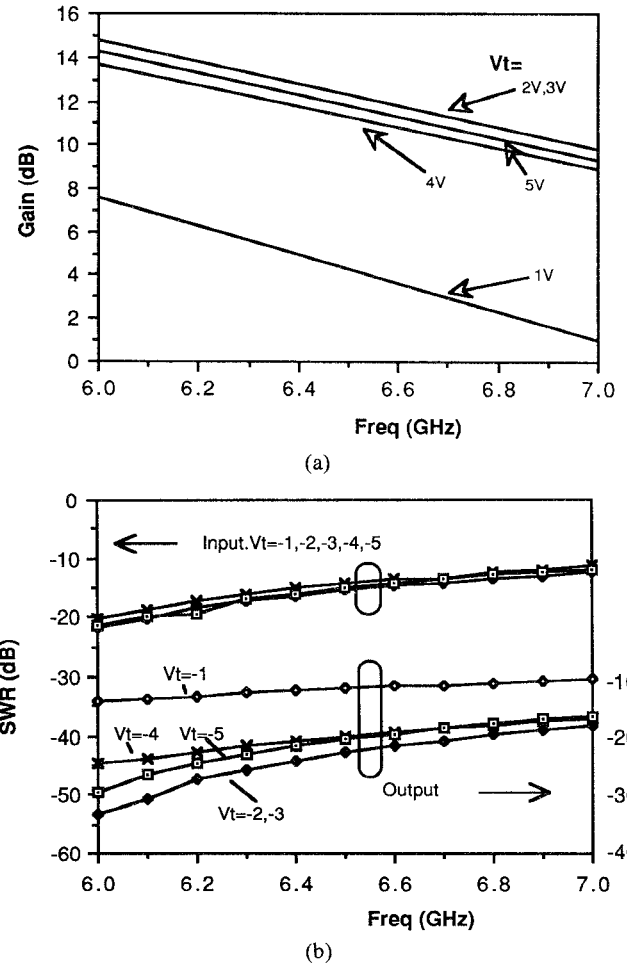 16
14
12
10
8
6
4
2
0
Gain (dB)
Vt=
2V,3V
4V
5V
1V
6.0 6.2 6.4 6.6 6.8 7.0
Freq (GHz)
(a)
0
-10
-20
-30
-40
-50
-60
SWR (dB)
Input.Vt=-1,-2,-3,-4,-5
Vt=-1
Vt=-4
Vt=-5
Vt=-2,-3
Output
-10
-30
-40
6.0 6.2 6.4 6.6 6.8 7.0
Freq (GHz)
(b)